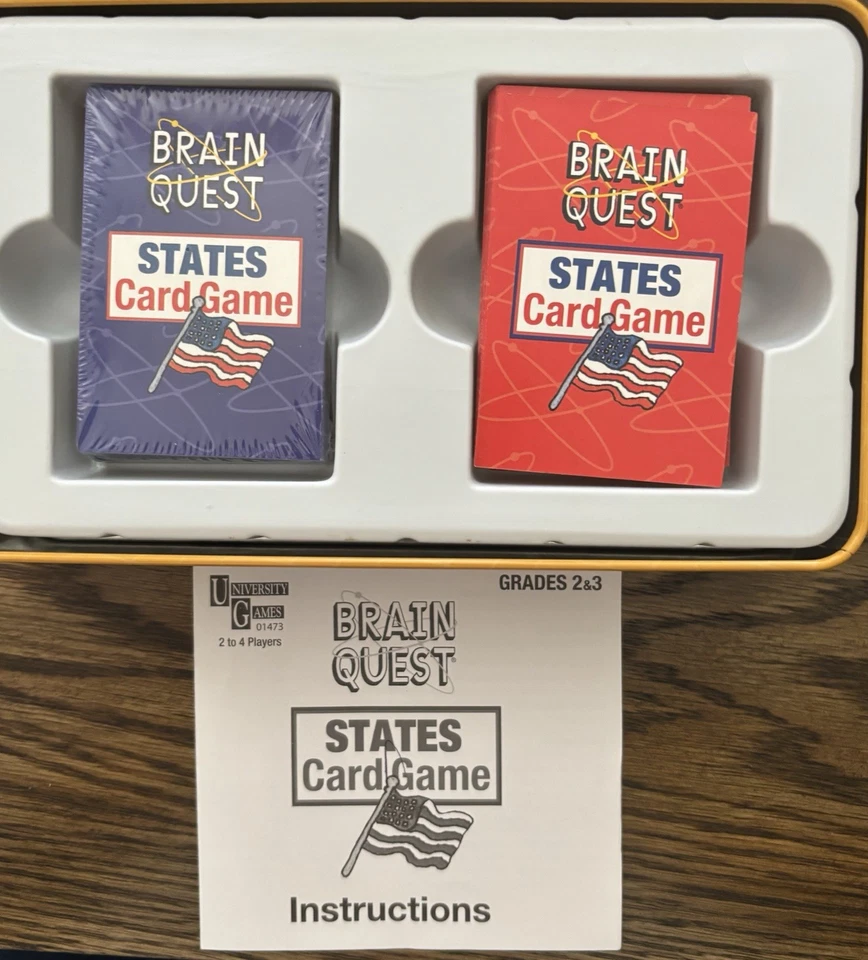 BRAIN
QUEST
STATES
Card Game
BRAIN
QUEST
STATES
Card Game
UNIVERSITY
GAMES
01473
2 to 4 Players
GRADES 2&3
BRAIN
QUEST®
STATES
Card Game
Instructions